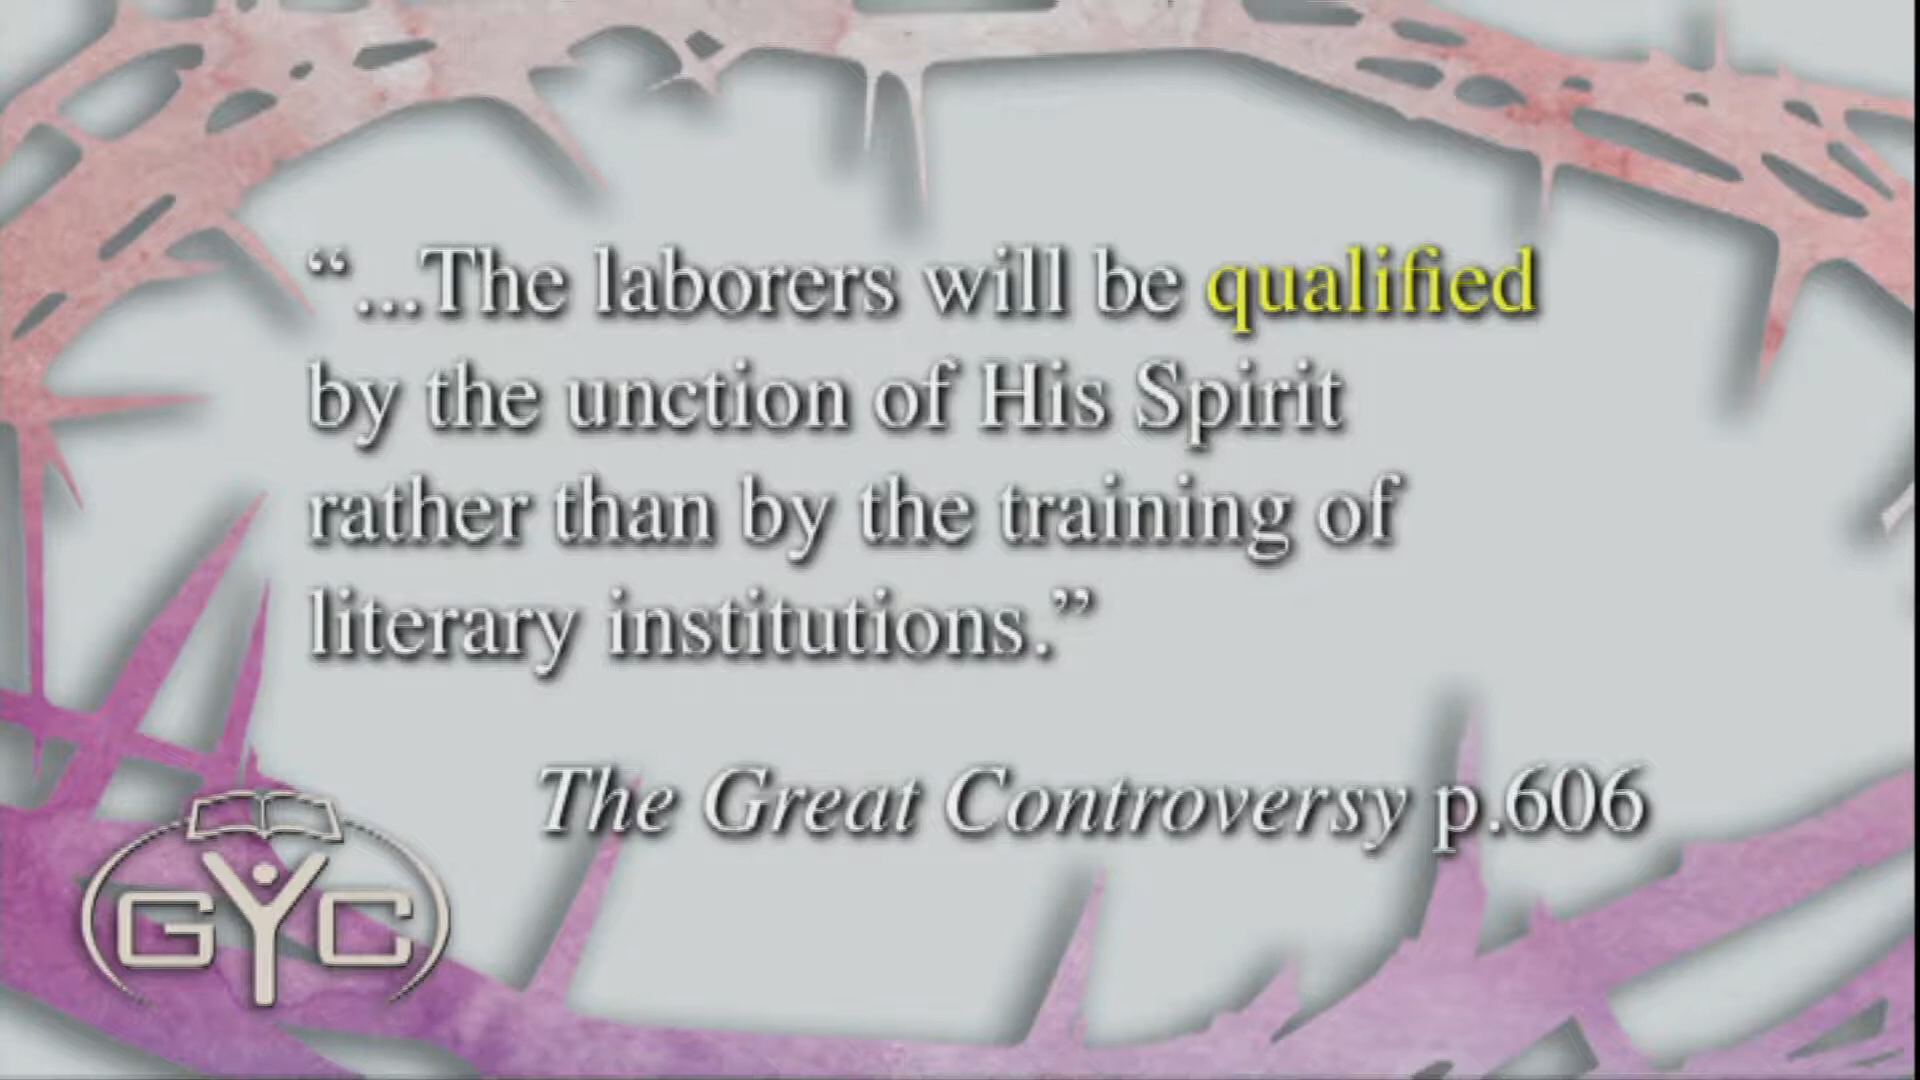 “...The laborers will be qualified
by the unction of His Spirit
rather than by the training of
literary institutions.”
The Great Controversy p.606
GYC